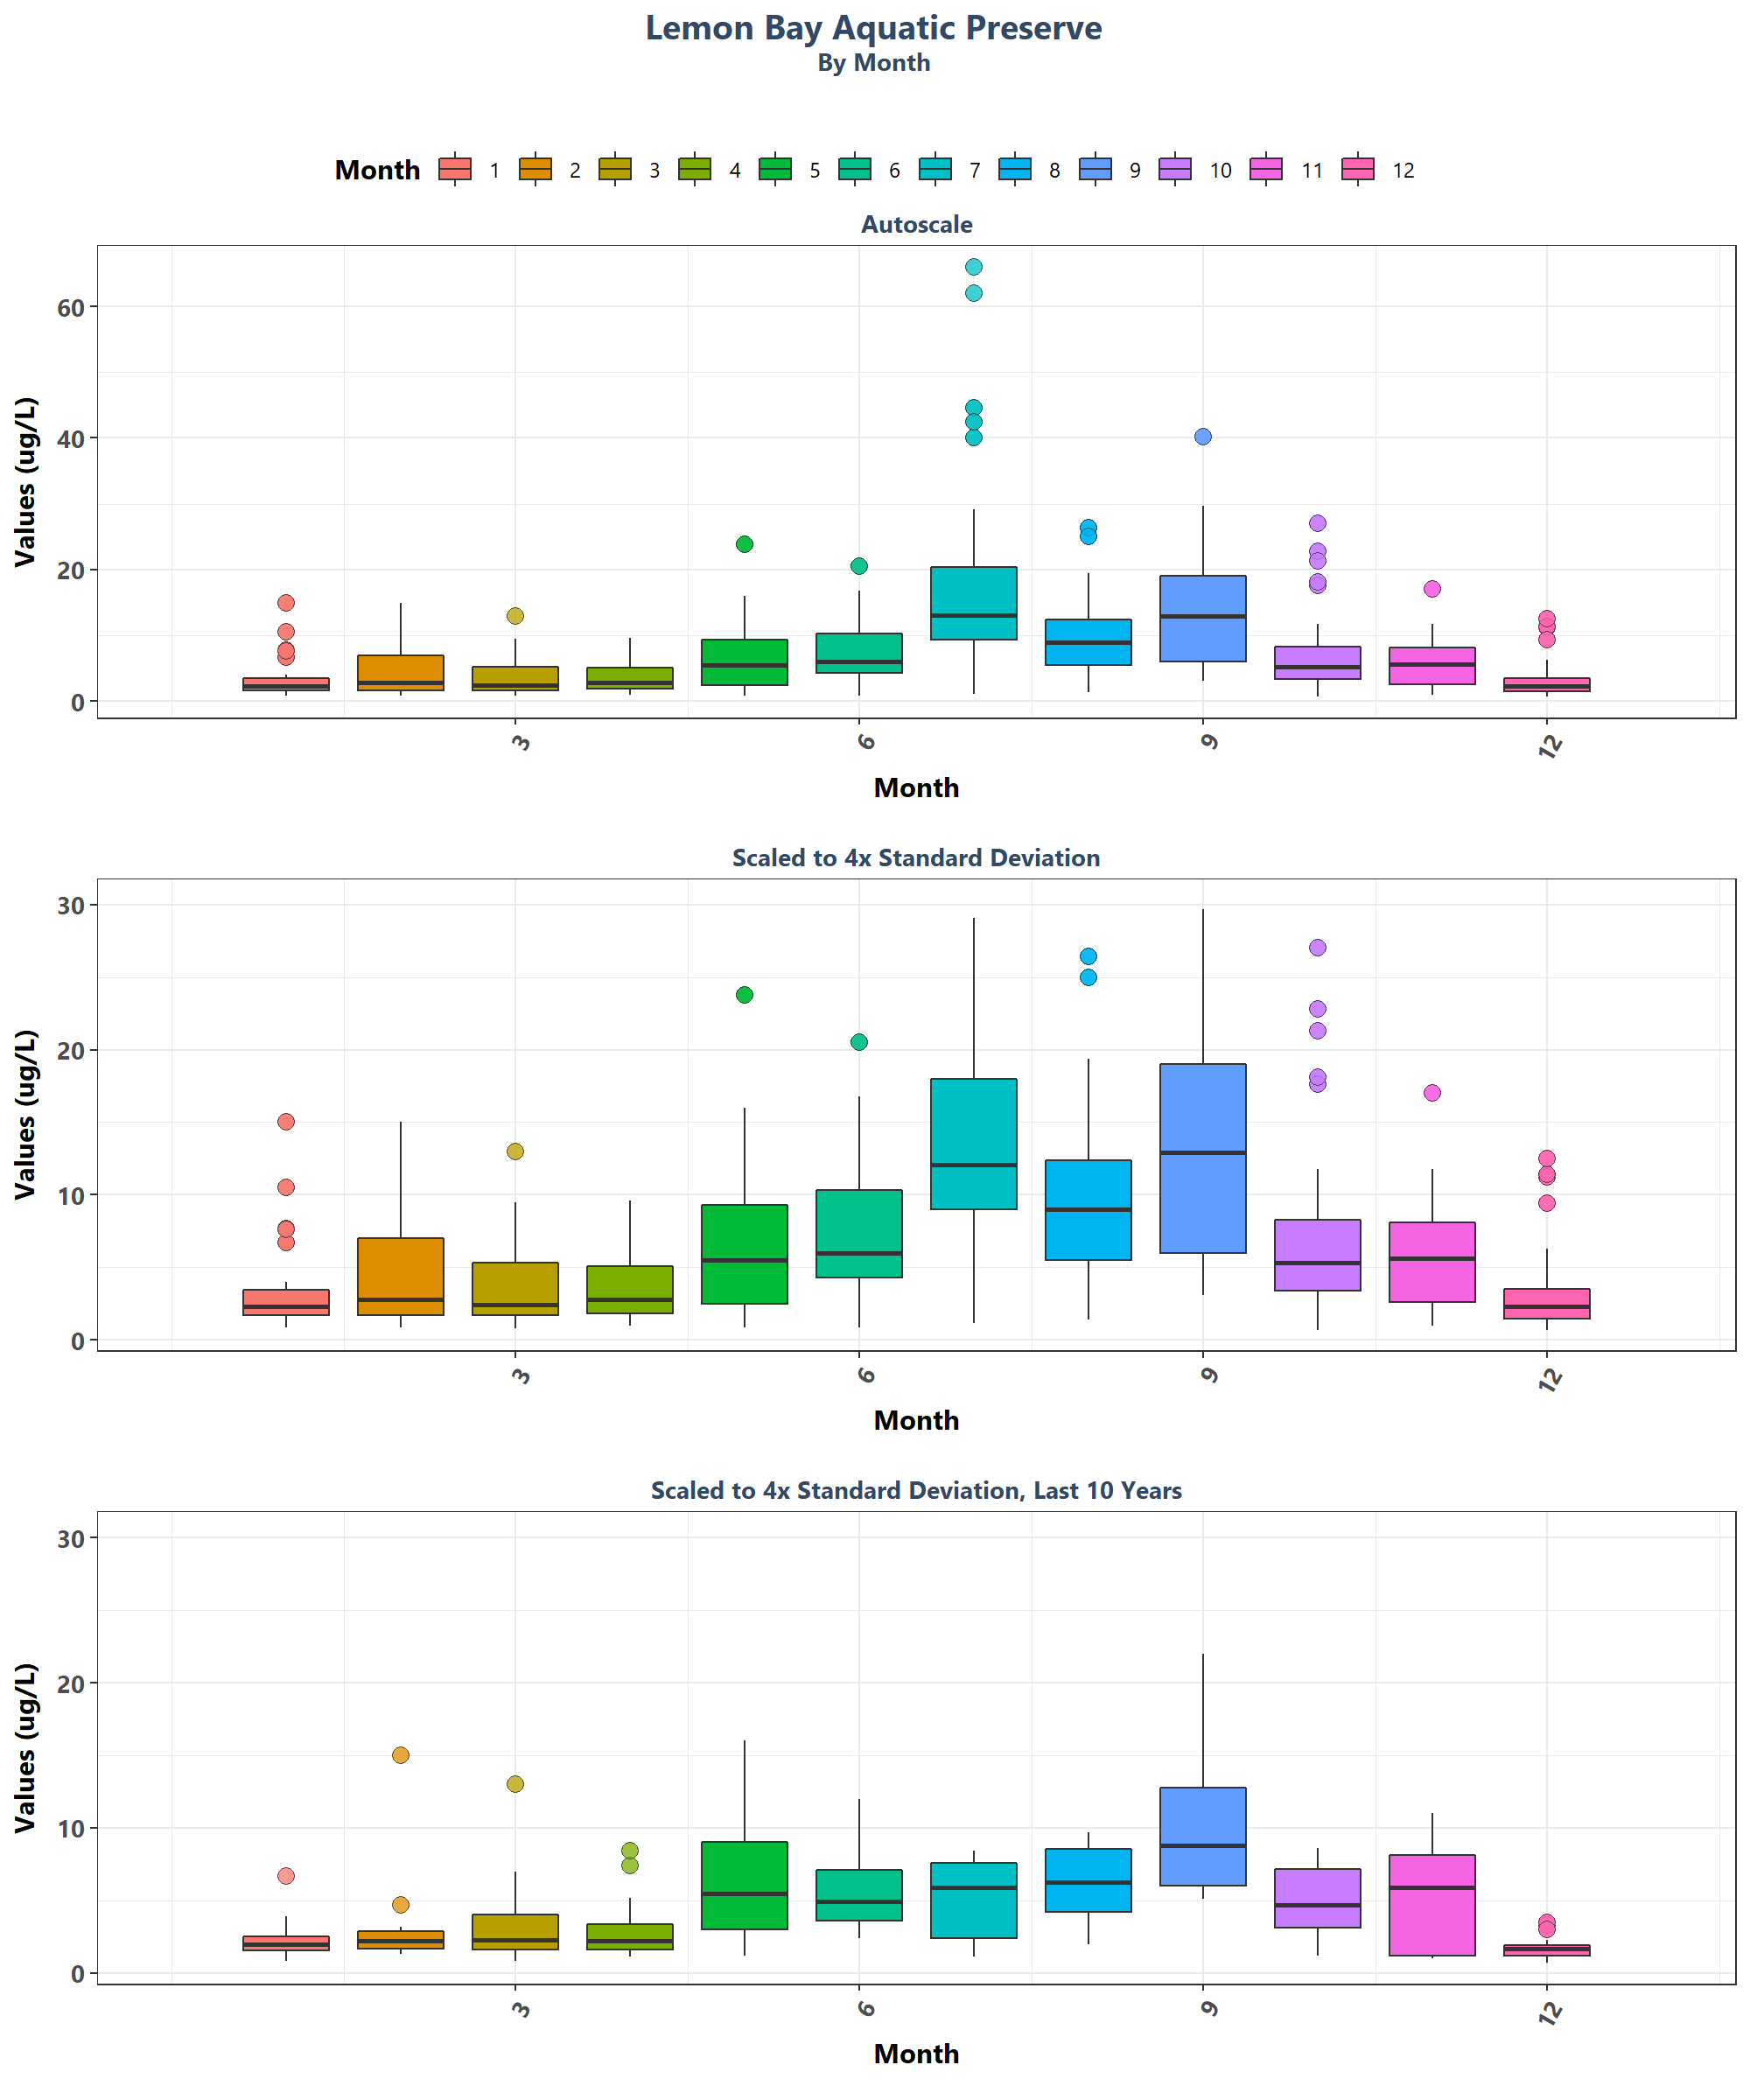 Lemon Bay Aquatic Preserve
By Month
Month 1 2 3 4 5 6 7 8 9 10 11 12
Autoscale
Values (ug/L)
60
40
20
0
3 6 9 12
Month
Scaled to 4x Standard Deviation
Values (ug/L)
30
20
10
0
3 6 9 12
Month
Scaled to 4x Standard Deviation, Last 10 Years
Values (ug/L)
30
20
10
0
3 6 9 12
Month